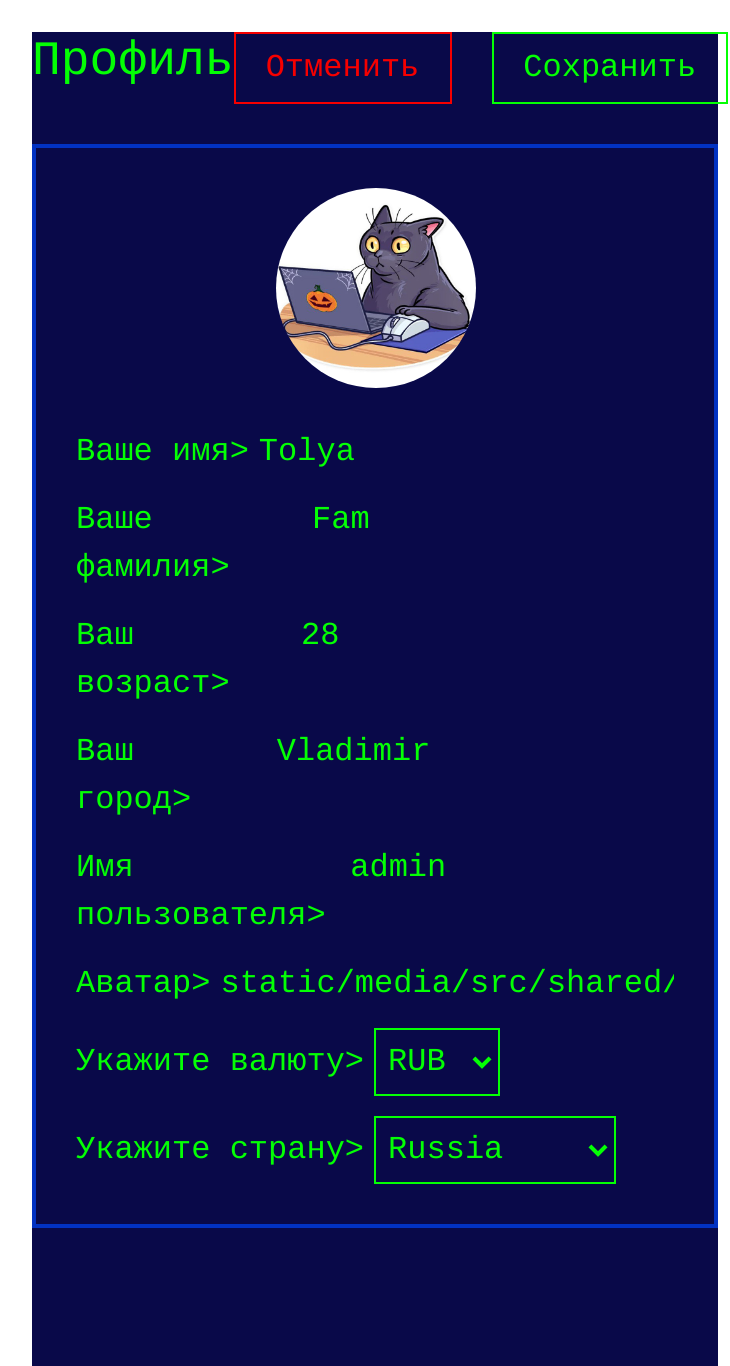 Профиль Отменить Сохранить
Ваше имя> Tolya
Ваше Fam
фамилия>
Ваш 28
возраст>
Ваш Vladimir
город>
Имя admin
пользователя>
Аватар> static/media/src/shared/
Укажите валюту> RUB
Укажите страну> Russia